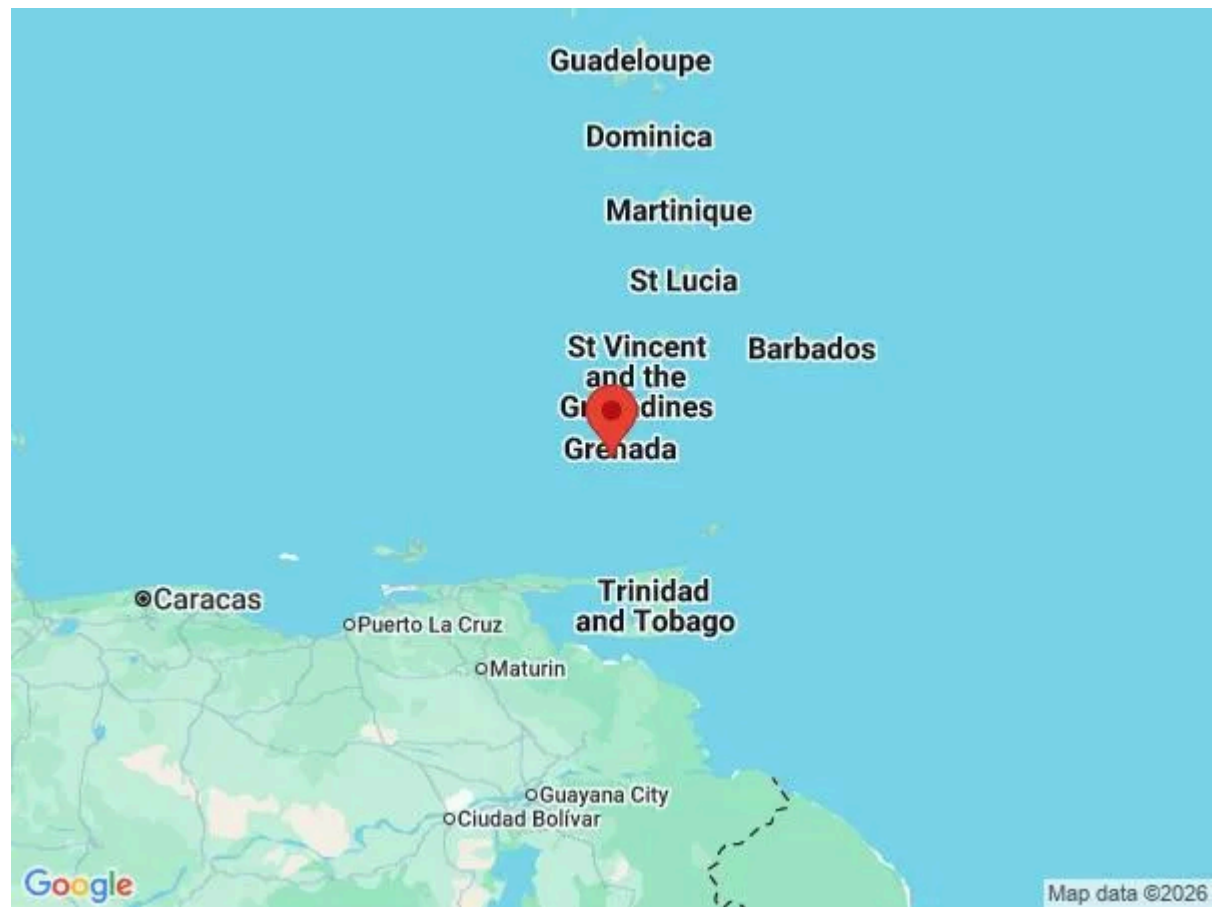 Guadeloupe
Dominica
Martinique
St Lucia
St Vincent
and the
Barbados
Grenada
Trinidad
and Tobago
Caracas
Puerto La Cruz
Maturin
Guayana City
Ciudad Bolívar
Google
Map data ©2026